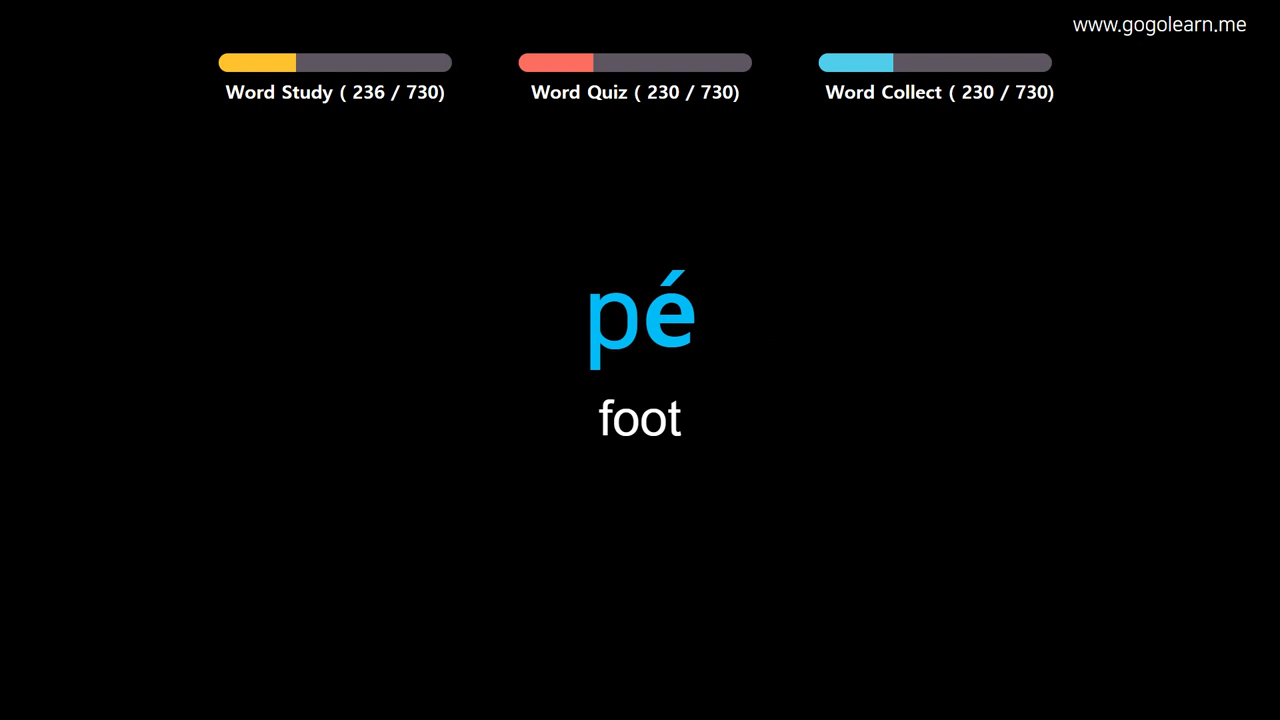 www.gogolearn.me
Word Study ( 236 / 730)
Word Quiz ( 230 / 730)
Word Collect ( 230 / 730)
pé
foot